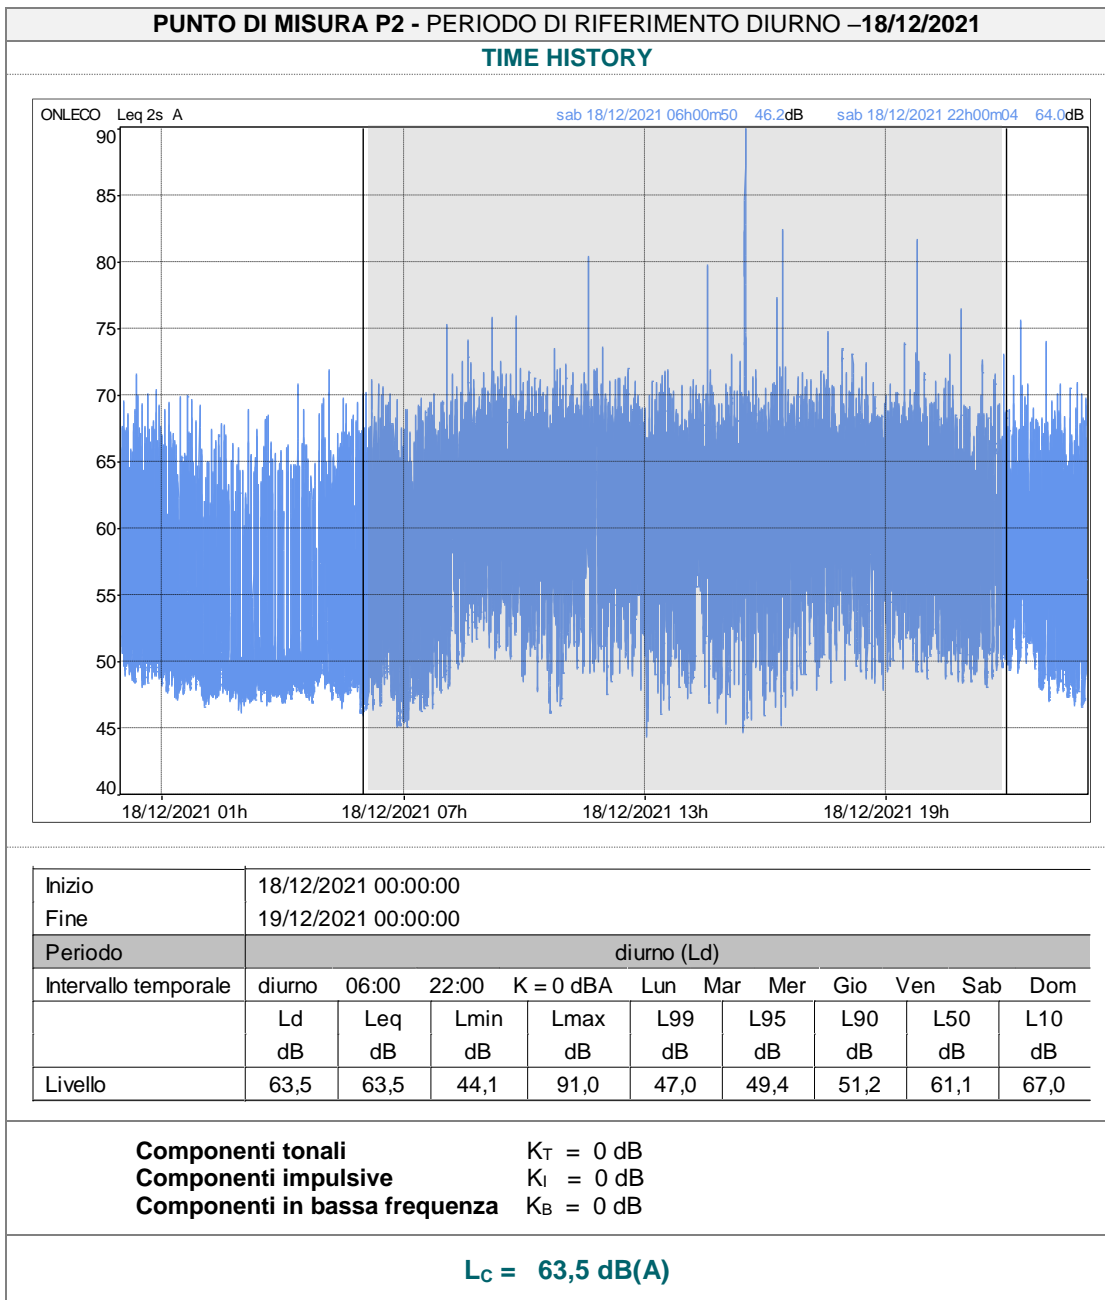 PUNTO DI MISURA P2 - PERIODO DI RIFERIMENTO DIURNO –18/12/2021
TIME HISTORY
ONLECO Leq 2s A sab 18/12/2021 06h00m50 46.2dB sab 18/12/2021 22h00m04 64.0dB
90
85
80
75
70
65
60
55
50
45
40
18/12/2021 01h 18/12/2021 07h 18/12/2021 13h 18/12/2021 19h
Inizio 18/12/2021 00:00:00
Fine 19/12/2021 00:00:00
Periodo diurno (Ld)
Intervallo temporale diurno 06:00 22:00 K = 0 dBA Lun Mar Mer Gio Ven Sab Dom
Ld Leq Lmin Lmax L99 L95 L90 L50 L10
dB dB dB dB dB dB dB dB dB
Livello 63,5 63,5 44,1 91,0 47,0 49,4 51,2 61,1 67,0
Componenti tonali KT = 0 dB
Componenti impulsive KI = 0 dB
Componenti in bassa frequenza KB = 0 dB
LC = 63,5 dB(A)